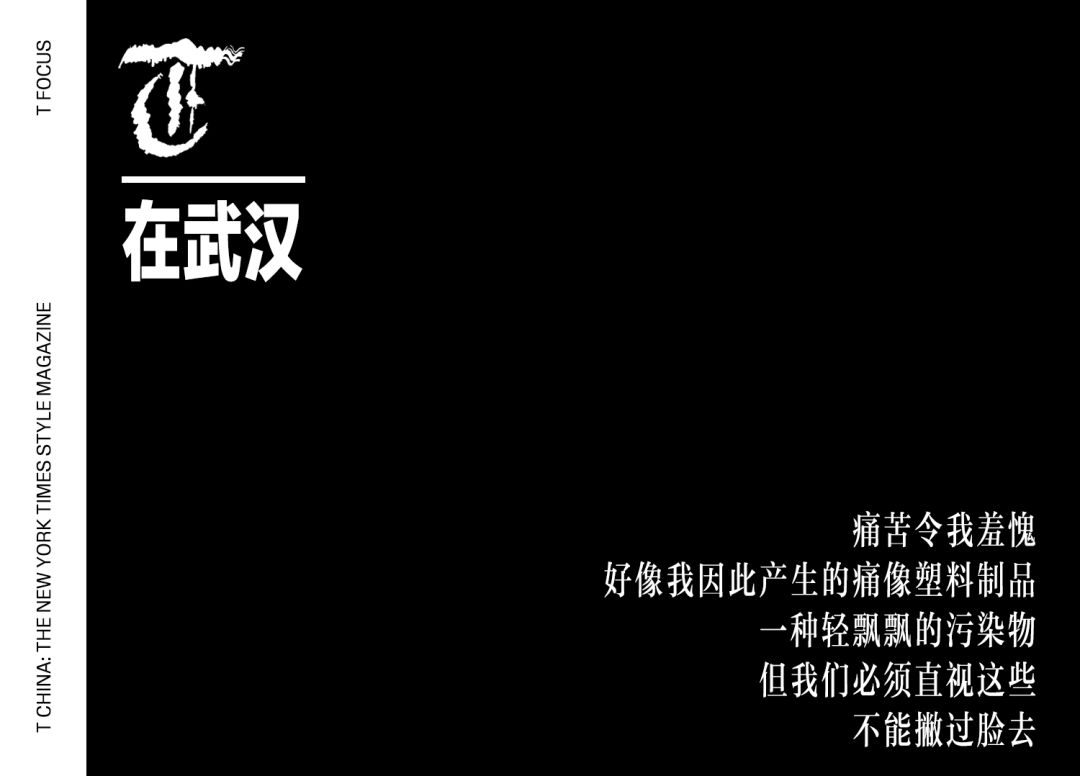 T FOCUS
T CHINA: THE NEW YORK TIMES STYLE MAGAZINE
T
在武汉
痛苦令我羞愧
好像我因此产生的痛像塑料制品
一种轻飘飘的污染物
但我们必须直视这些
不能撇过脸去